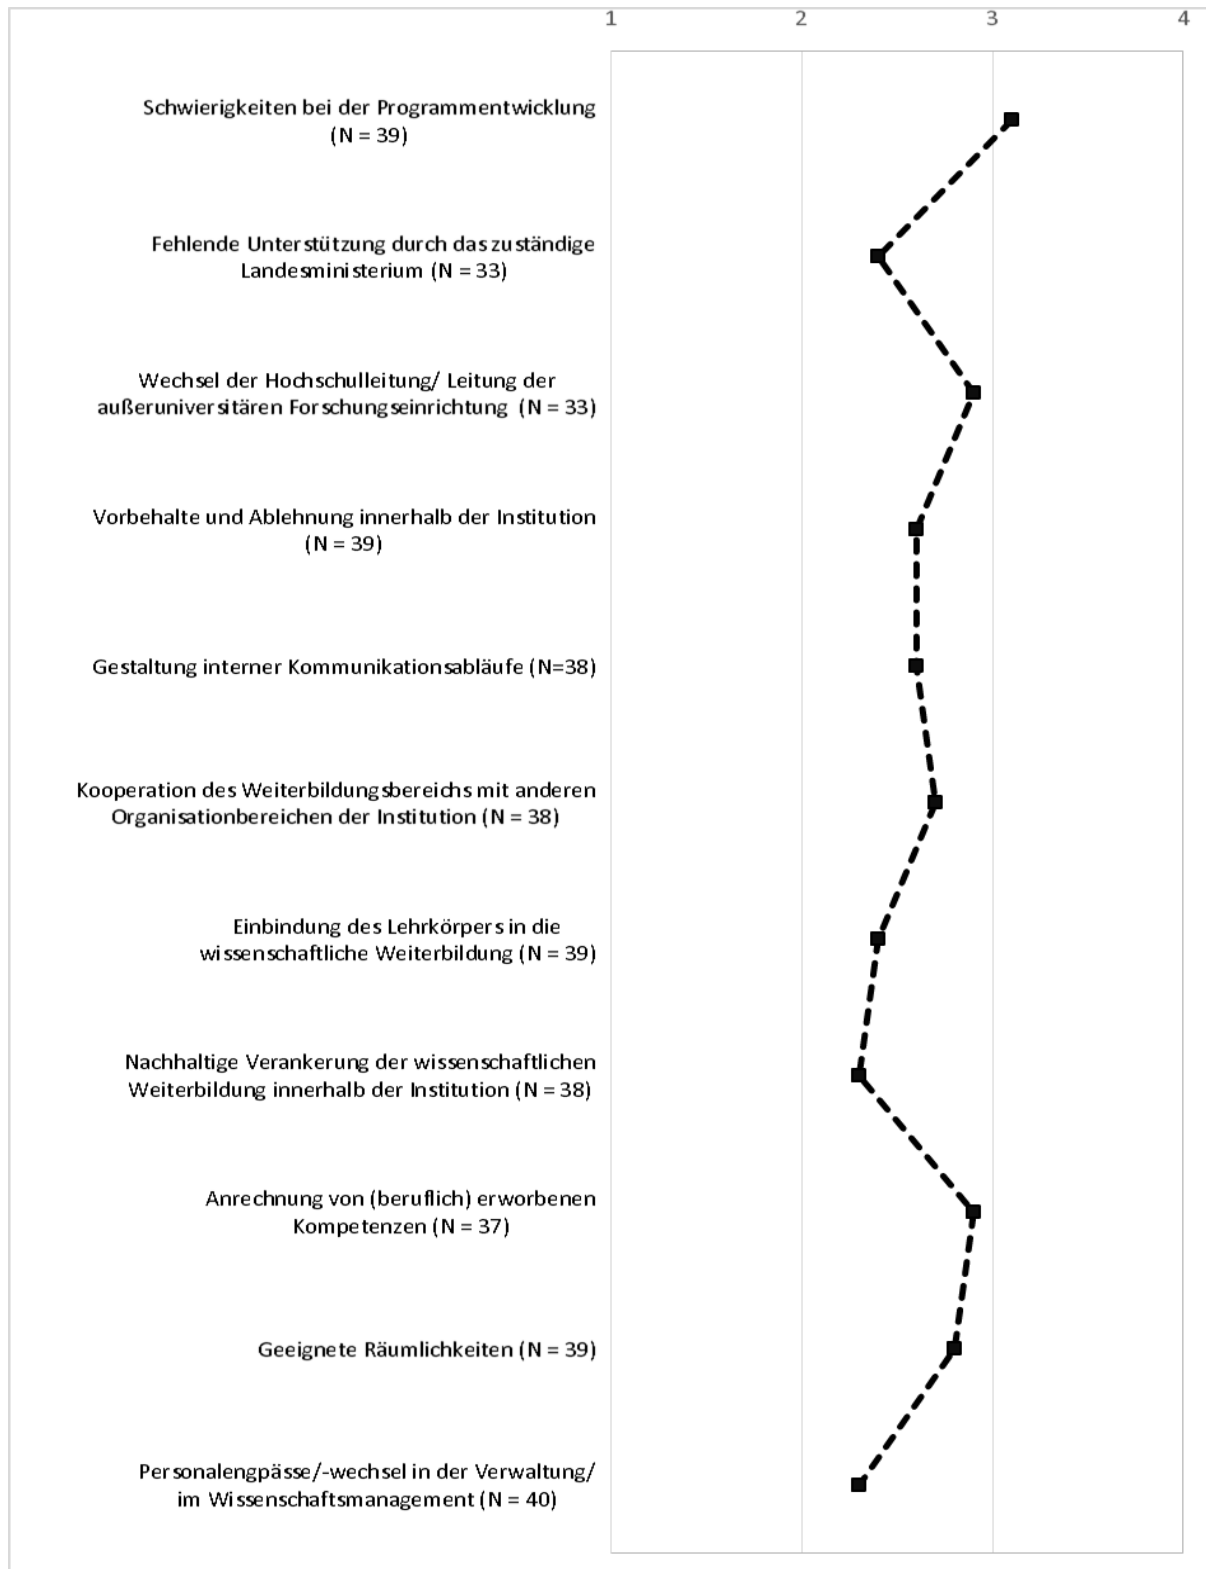 1 2 3 4
Schwierigkeiten bei der Programmentwicklung
(N = 39)
Fehlende Unterstützung durch das zuständige
Landesministerium (N = 33)
Wechsel der Hochschulleitung/ Leitung der
außeruniversitären Forschungseinrichtung (N = 33)
Vorbehalte und Ablehnung innerhalb der Institution
(N = 39)
Gestaltung interner Kommunikationsabläufe (N=38)
Kooperation des Weiterbildungsbereichs mit anderen
Organisationbereichen der Institution (N = 38)
Einbindung des Lehrkörpers in die
wissenschaftliche Weiterbildung (N = 39)
Nachhaltige Verankerung der wissenschaftlichen
Weiterbildung innerhalb der Institution (N = 38)
Anrechnung von (beruflich) erworbenen
Kompetenzen (N = 37)
Geeignete Räumlichkeiten (N = 39)
Personalengpässe/-wechsel in der Verwaltung/
im Wissenschaftsmanagement (N = 40)